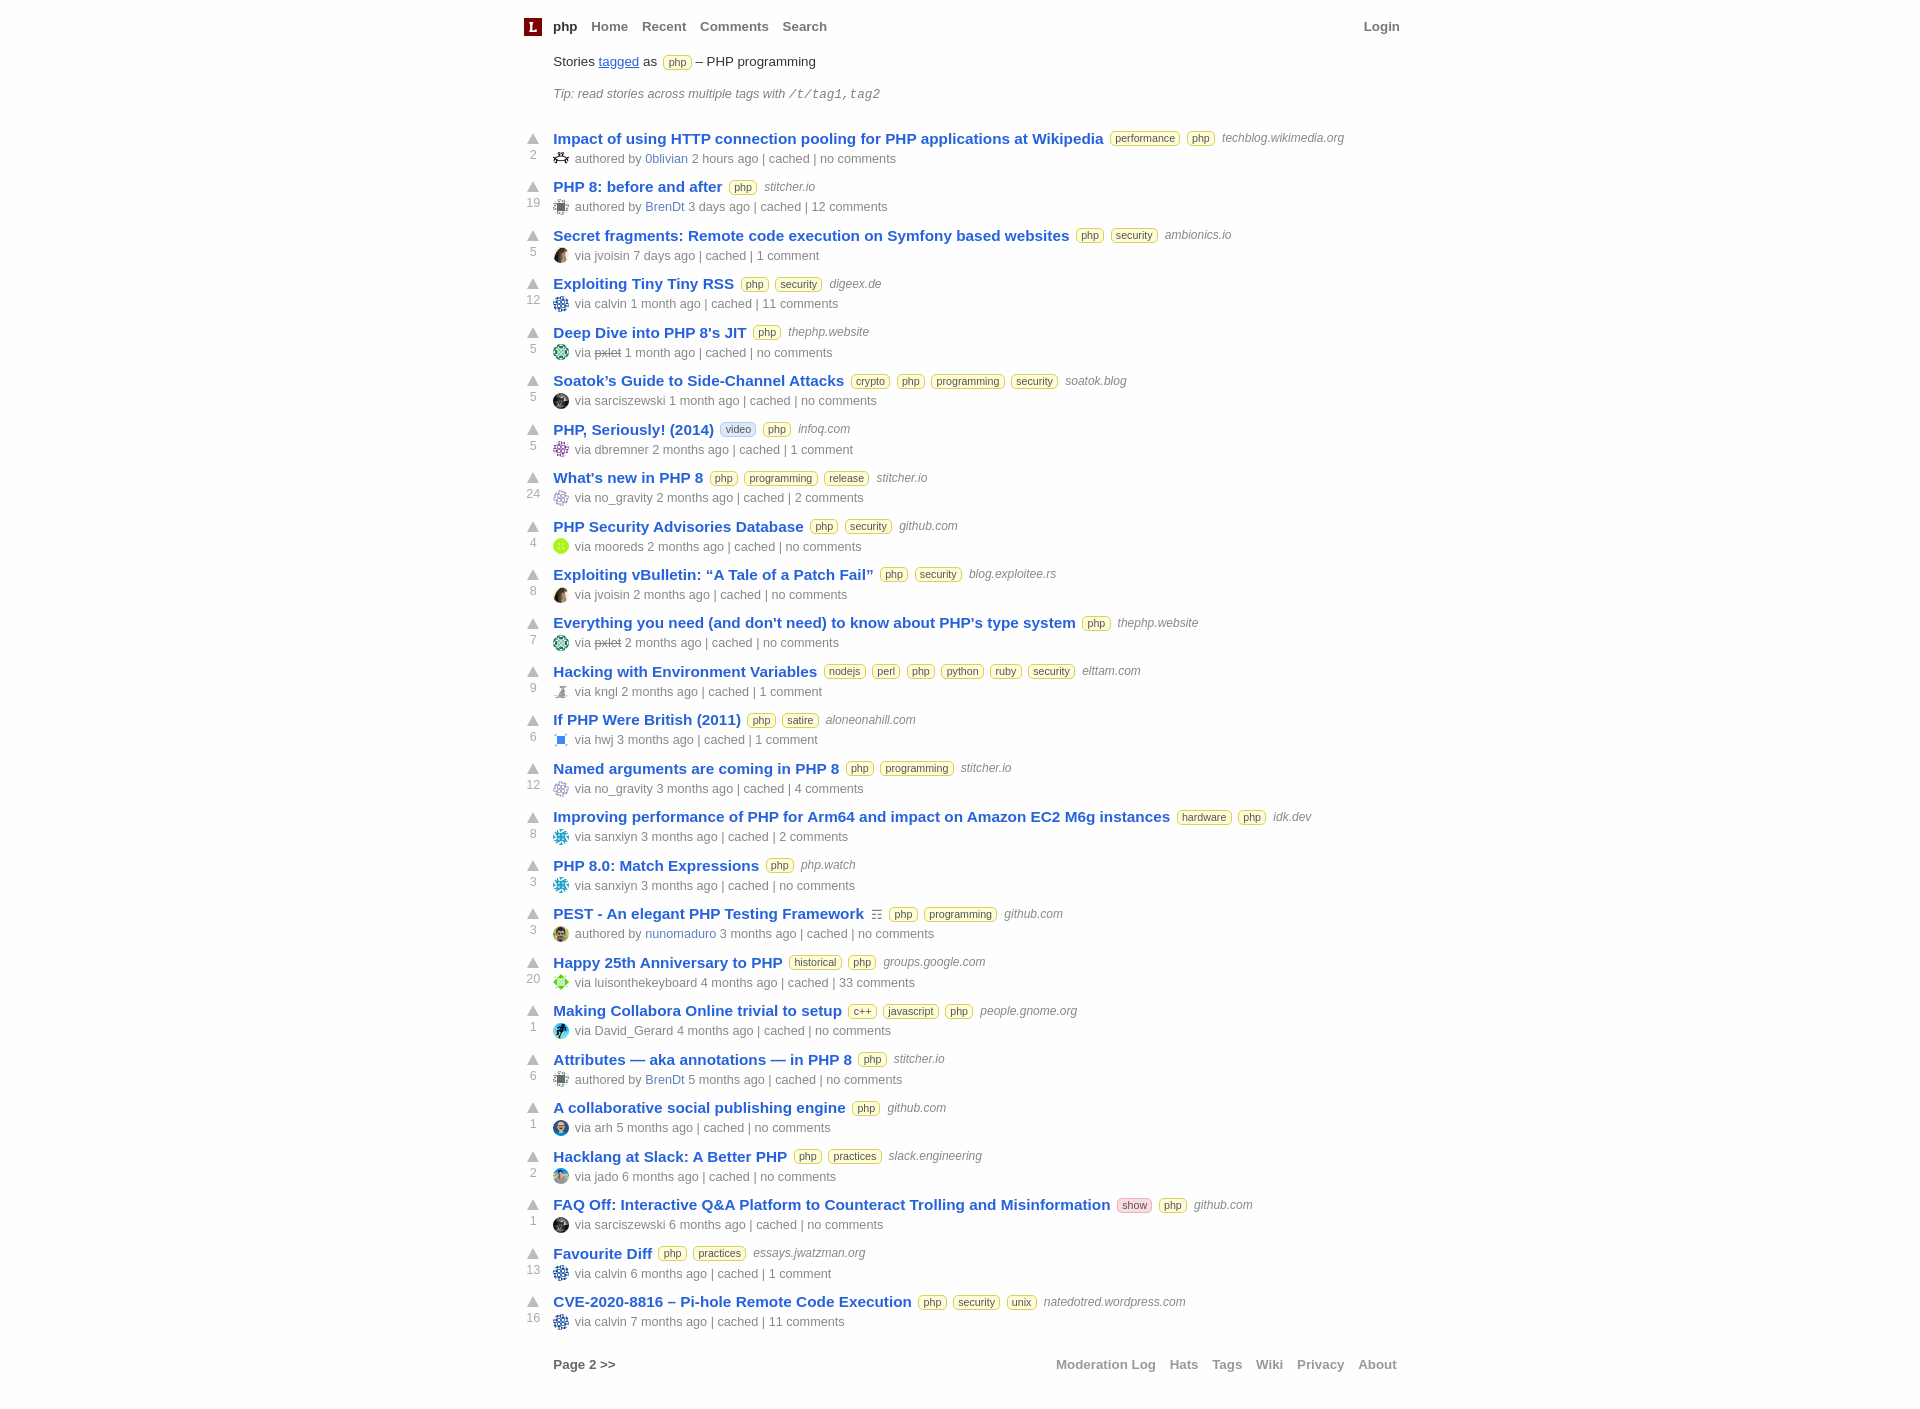 L php Home Recent Comments Search Login
Stories tagged as php – PHP programming
Tip: read stories across multiple tags with /t/tag1,tag2
Impact of using HTTP connection pooling for PHP applications at Wikipedia performance php techblog.wikimedia.org
2 authored by 0blivian 2 hours ago | cached | no comments
PHP 8: before and after php stitcher.io
19 authored by BrenDt 3 days ago | cached | 12 comments
Secret fragments: Remote code execution on Symfony based websites php security ambionics.io
5 via jvoisin 7 days ago | cached | 1 comment
Exploiting Tiny Tiny RSS php security digeex.de
12 via calvin 1 month ago | cached | 11 comments
Deep Dive into PHP 8's JIT php thephp.website
5 via pxlet 1 month ago | cached | no comments
Soatok’s Guide to Side-Channel Attacks crypto php programming security soatok.blog
5 via sarciszewski 1 month ago | cached | no comments
PHP, Seriously! (2014) video php infoq.com
5 via dbremner 2 months ago | cached | 1 comment
What's new in PHP 8 php programming release stitcher.io
24 via no_gravity 2 months ago | cached | 2 comments
PHP Security Advisories Database php security github.com
4 via mooreds 2 months ago | cached | no comments
Exploiting vBulletin: “A Tale of a Patch Fail” php security blog.exploitee.rs
8 via jvoisin 2 months ago | cached | no comments
Everything you need (and don't need) to know about PHP's type system php thephp.website
7 via pxlet 2 months ago | cached | no comments
Hacking with Environment Variables nodejs perl php python ruby security elttam.com
9 via kngl 2 months ago | cached | 1 comment
If PHP Were British (2011) php satire aloneonahill.com
6 via hwj 3 months ago | cached | 1 comment
Named arguments are coming in PHP 8 php programming stitcher.io
12 via no_gravity 3 months ago | cached | 4 comments
Improving performance of PHP for Arm64 and impact on Amazon EC2 M6g instances hardware php idk.dev
8 via sanxiyn 3 months ago | cached | 2 comments
PHP 8.0: Match Expressions php php.watch
3 via sanxiyn 3 months ago | cached | no comments
PEST - An elegant PHP Testing Framework ☶ php programming github.com
3 authored by nunomaduro 3 months ago | cached | no comments
Happy 25th Anniversary to PHP historical php groups.google.com
20 via luisonthekeyboard 4 months ago | cached | 33 comments
Making Collabora Online trivial to setup c++ javascript php people.gnome.org
1 via David_Gerard 4 months ago | cached | no comments
Attributes — aka annotations — in PHP 8 php stitcher.io
6 authored by BrenDt 5 months ago | cached | no comments
A collaborative social publishing engine php github.com
1 via arh 5 months ago | cached | no comments
Hacklang at Slack: A Better PHP php practices slack.engineering
2 via jado 6 months ago | cached | no comments
FAQ Off: Interactive Q&A Platform to Counteract Trolling and Misinformation show php github.com
1 via sarciszewski 6 months ago | cached | no comments
Favourite Diff php practices essays.jwatzman.org
13 via calvin 6 months ago | cached | 1 comment
CVE-2020-8816 – Pi-hole Remote Code Execution php security unix natedotred.wordpress.com
16 via calvin 7 months ago | cached | 11 comments
Page 2 >> Moderation Log Hats Tags Wiki Privacy About